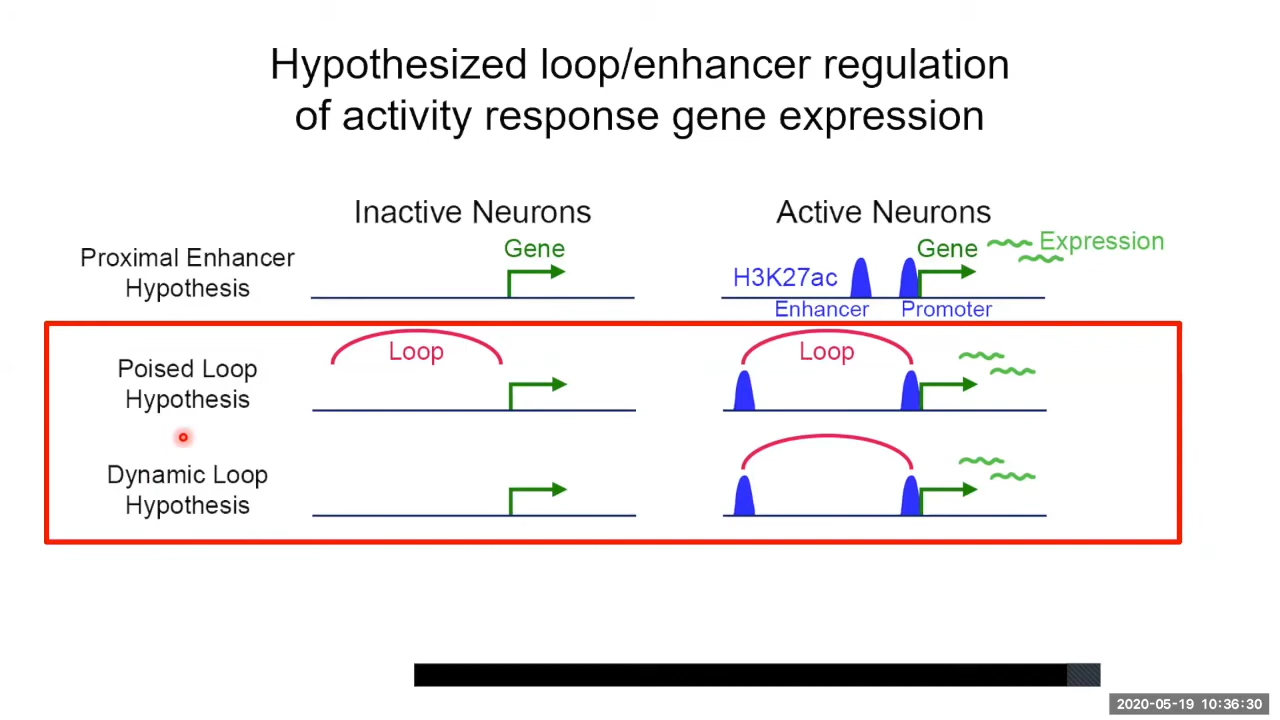 Hypothesized loop/enhancer regulation
of activity response gene expression
Inactive Neurons
Active Neurons
Proximal Enhancer
Hypothesis
Gene
H3K27ac
Gene
Expression
Enhancer
Promoter
Poised Loop
Hypothesis
Loop
Loop
Dynamic Loop
Hypothesis
2020-05-19 10:36:30